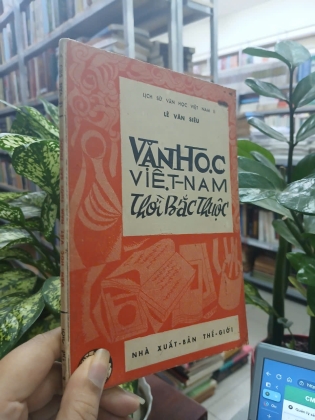 LỊCH SỬ VĂN HỌC VIỆT NAM II
LÊ VĂN SIÊU
VĂN-HỌC
VIỆT-NAM
Thời Bắc Thuộc
NHÀ XUẤT-BẢN THẾ-GIỚI
CM